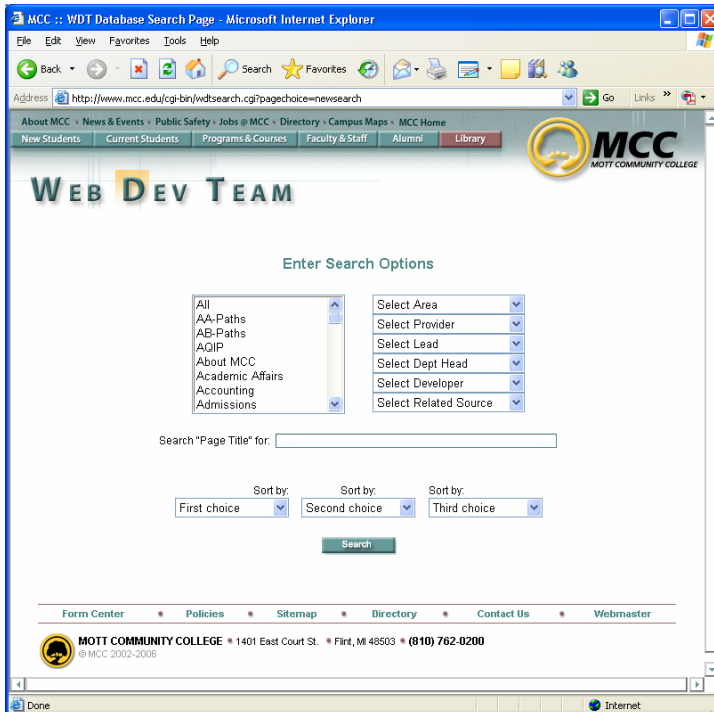 MCC :: WDT Database Search Page - Microsoft Internet Explorer
File Edit View Favorites Tools Help
Back Search Favorites
Address http://www.mcc.edu/cgi-bin/wdtsearch.cgi?pagechoice=newsearch Go Links »
About MCC • News & Events • Public Safety • Jobs @ MCC • Directory • Campus Maps • MCC Home
New Students Current Students Programs & Courses Faculty & Staff Alumni Library
MCC
MOTT COMMUNITY COLLEGE
WEB DEV TEAM
Enter Search Options
All
AA-Paths
AB-Paths
AQIP
About MCC
Academic Affairs
Accounting
Admissions
Select Area
Select Provider
Select Lead
Select Dept Head
Select Developer
Select Related Source
Search "Page Title" for:
Sort by: Sort by: Sort by:
First choice Second choice Third choice
Search
Form Center • Policies • Sitemap • Directory • Contact Us • Webmaster
MOTT COMMUNITY COLLEGE • 1401 East Court St. • Flint, MI 48503 • (810) 762-0200
© MCC 2002-2006
Done Internet